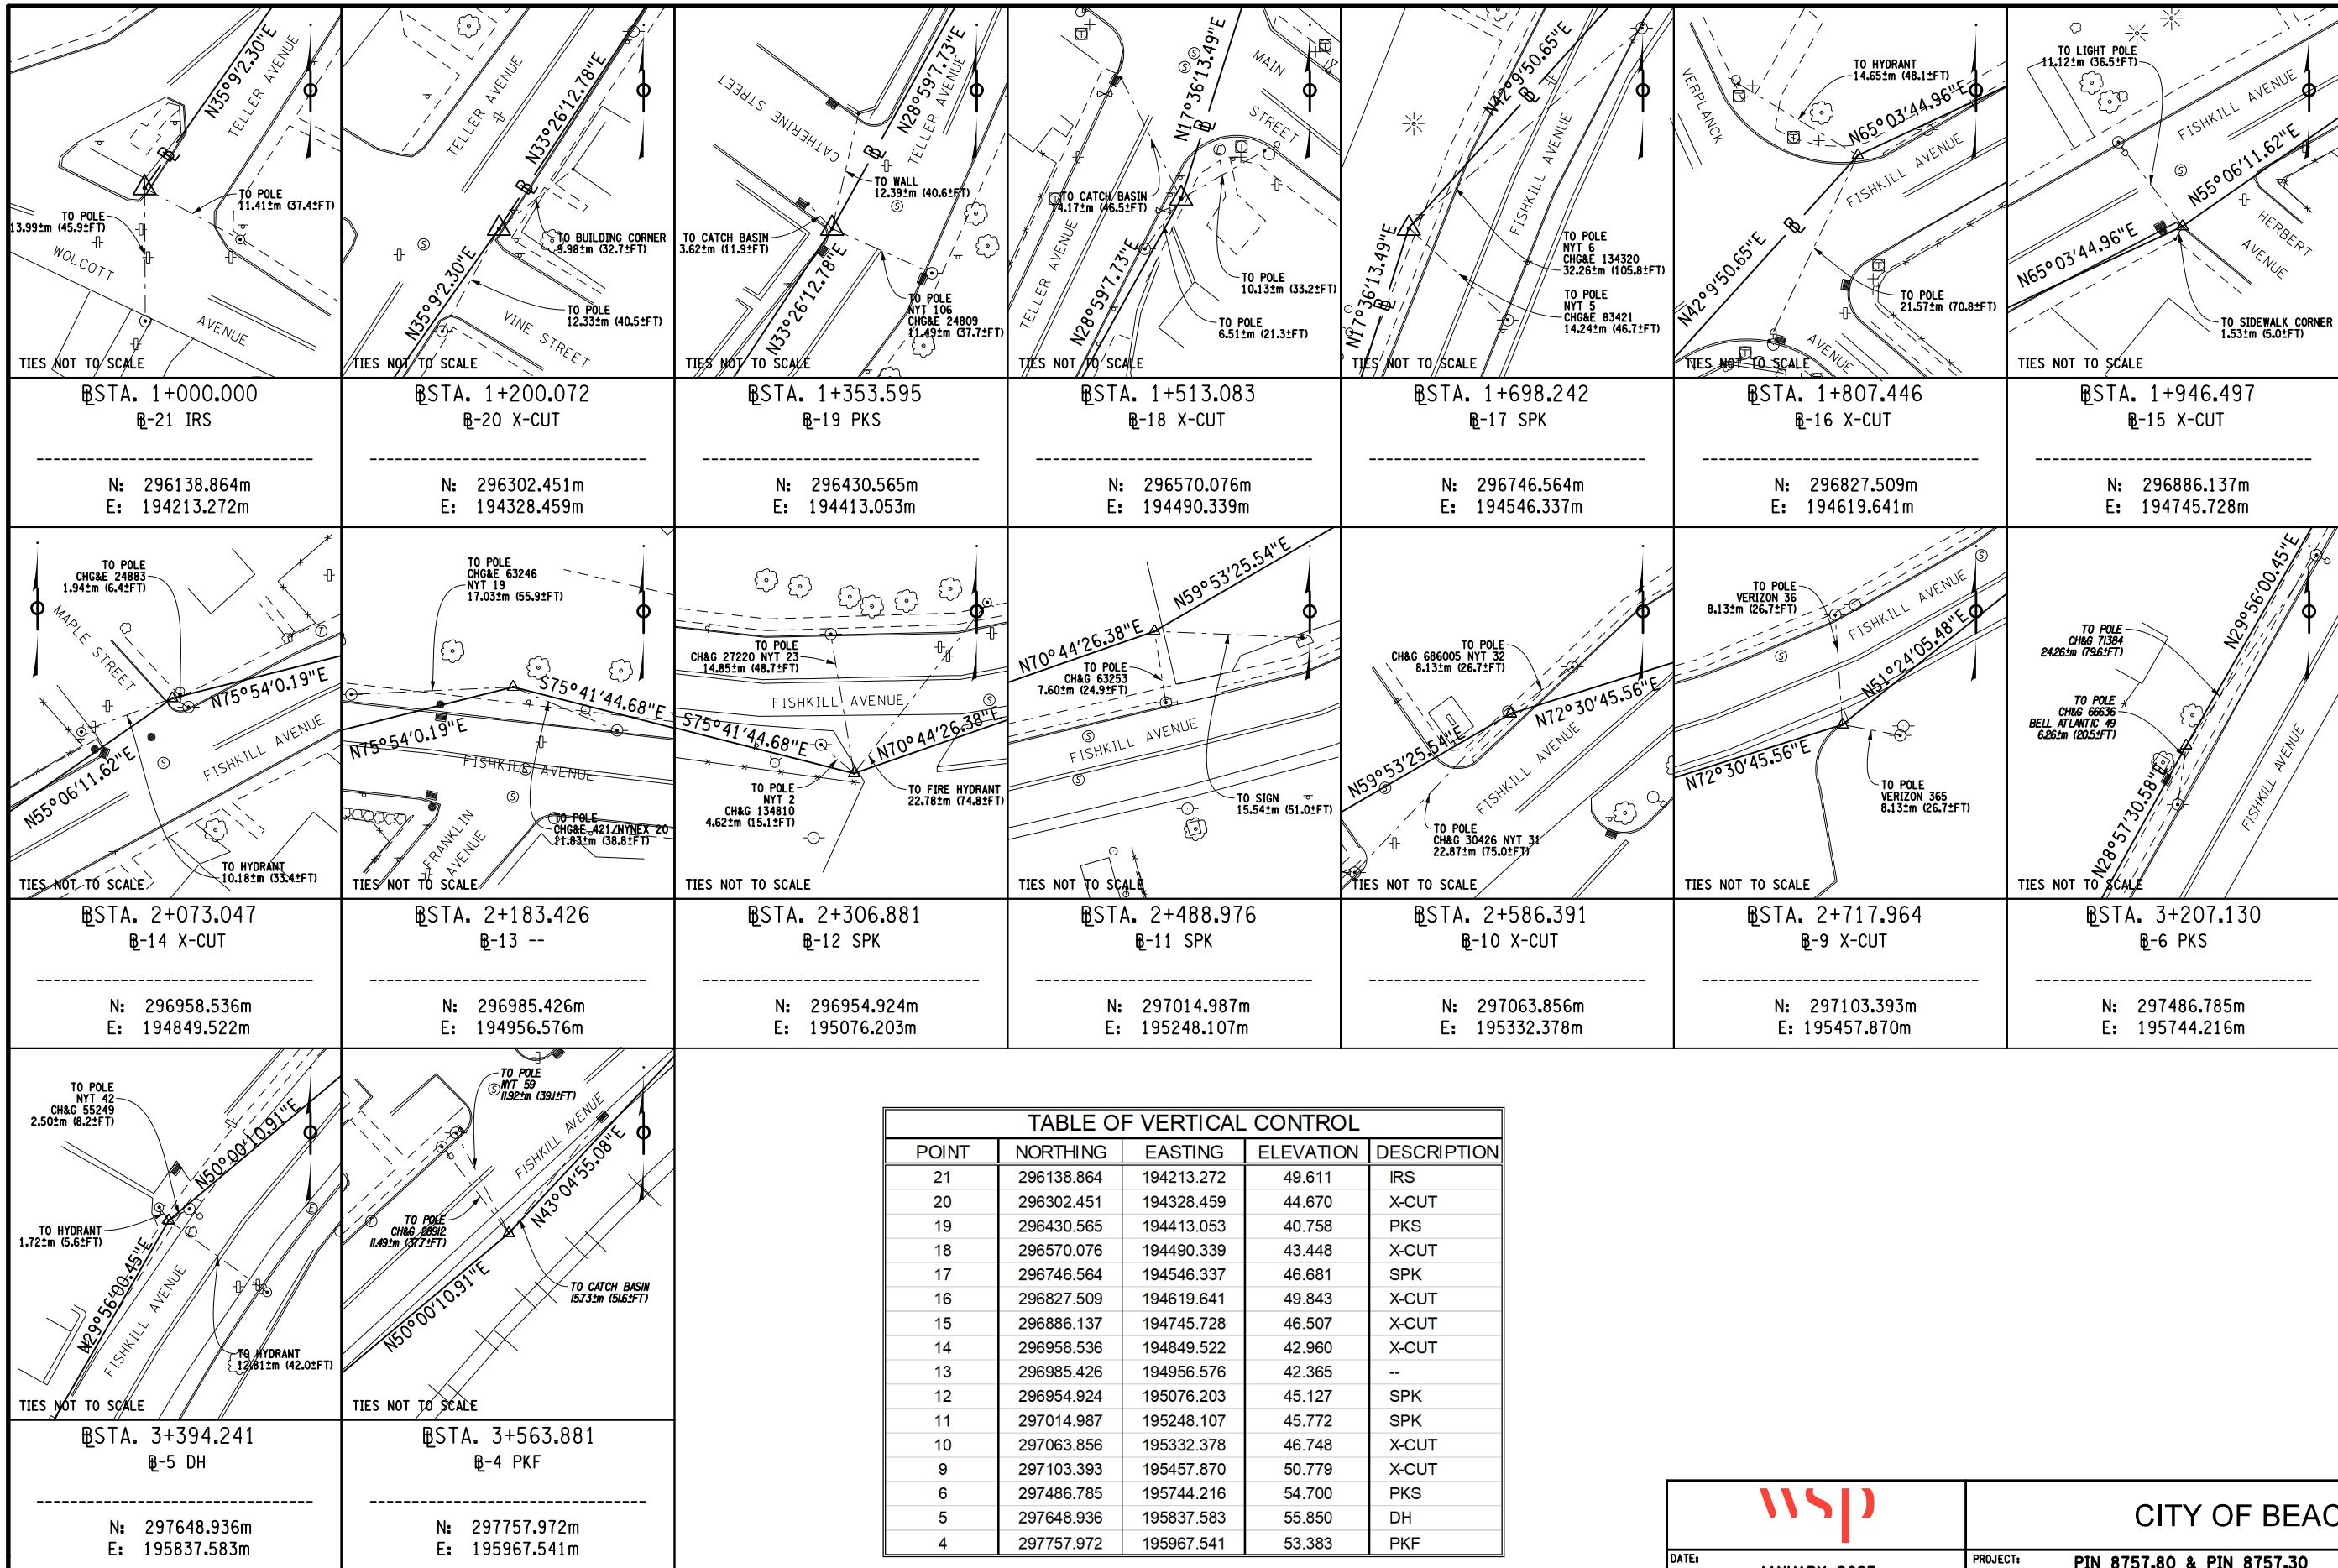 N35°9'2.30"E
TELLER AVENUE
TO POLE
11.41±m (37.4±FT)
TO POLE
13.99±m (45.9±FT)
WOLCOTT
AVENUE
TIES NOT TO SCALE
BLSTA. 1+000.000
BL-21 IRS
N: 296138.864m
E: 194213.272m
TELLER AVENUE
N33°26'12.78"E
TO BUILDING CORNER
9.98±m (32.7±FT)
N35°9'2.30"E
TO POLE
12.33±m (40.5±FT)
VINE STREET
TIES NOT TO SCALE
BLSTA. 1+200.072
BL-20 X-CUT
N: 296302.451m
E: 194328.459m
N28°59'7.73"E
TELLER AVENUE
CATHERINE STREET
TO WALL
12.39±m (40.6±FT)
TO CATCH BASIN
3.62±m (11.9±FT)
N33°26'12.78"E
TO POLE
NYT 106
CHG&E 24809
11.49±m (37.7±FT)
TIES NOT TO SCALE
BLSTA. 1+353.595
BL-19 PKS
N: 296430.565m
E: 194413.053m
N17°36'13.49"E
MAIN
STREET
TO CATCH BASIN
14.17±m (46.5±FT)
TELLER AVENUE
N28°59'7.73"E
TO POLE
10.13±m (33.2±FT)
TO POLE
6.51±m (21.3±FT)
TIES NOT TO SCALE
BLSTA. 1+513.083
BL-18 X-CUT
N: 296570.076m
E: 194490.339m
N42°9'50.65"E
FISHKILL AVENUE
N17°36'13.49"E
TO POLE
NYT 6
CHG&E 134320
32.26±m (105.8±FT)
TO POLE
NYT 5
CHG&E 83421
14.24±m (46.7±FT)
TIES NOT TO SCALE
BLSTA. 1+698.242
BL-17 SPK
N: 296746.564m
E: 194546.337m
TO HYDRANT
14.65±m (48.1±FT)
VERPLANCK
N65°03'44.96"E
FISHKILL AVENUE
N42°9'50.65"E
TO POLE
21.57±m (70.8±FT)
AVENUE
TIES NOT TO SCALE
BLSTA. 1+807.446
BL-16 X-CUT
N: 296827.509m
E: 194619.641m
TO LIGHT POLE
11.12±m (36.5±FT)
FISHKILL AVENUE
N55°06'11.62"E
HERBERT
AVENUE
N65°03'44.96"E
TO SIDEWALK CORNER
1.53±m (5.0±FT)
TIES NOT TO SCALE
BLSTA. 1+946.497
BL-15 X-CUT
N: 296886.137m
E: 194745.728m
TO POLE
CHG&E 24883
1.94±m (6.4±FT)
MAPLE STREET
N75°54'0.19"E
N55°06'11.62"E
FISHKILL AVENUE
TO HYDRANT
10.18±m (33.4±FT)
TIES NOT TO SCALE
BLSTA. 2+073.047
BL-14 X-CUT
N: 296958.536m
E: 194849.522m
TO POLE
CHG&E 63246
NYT 19
17.03±m (55.9±FT)
S75°41'44.68"E
N75°54'0.19"E
FISHKILL AVENUE
TO POLE
CHG&E 421/NYNEX 20
11.83±m (38.8±FT)
FRANKLIN
AVENUE
TIES NOT TO SCALE
BLSTA. 2+183.426
BL-13 --
N: 296985.426m
E: 194956.576m
TO POLE
CH&G 27220 NYT 23
14.85±m (48.7±FT)
FISHKILL AVENUE
S75°41'44.68"E
N70°44'26.38"E
TO POLE
NYT 2
CH&G 134810
4.62±m (15.1±FT)
TO FIRE HYDRANT
22.78±m (74.8±FT)
TIES NOT TO SCALE
BLSTA. 2+306.881
BL-12 SPK
N: 296954.924m
E: 195076.203m
N59°53'25.54"E
N70°44'26.38"E
TO POLE
CH&G 63253
7.60±m (24.9±FT)
FISHKILL AVENUE
TO SIGN
15.54±m (51.0±FT)
TIES NOT TO SCALE
BLSTA. 2+488.976
BL-11 SPK
N: 297014.987m
E: 195248.107m
TO POLE
CH&G 686005 NYT 32
8.13±m (26.7±FT)
N72°30'45.56"E
N59°53'25.54"E
FISHKILL AVENUE
TO POLE
CH&G 30426 NYT 31
22.87±m (75.0±FT)
TIES NOT TO SCALE
BLSTA. 2+586.391
BL-10 X-CUT
N: 297063.856m
E: 195332.378m
TO POLE
VERIZON 36
8.13±m (26.7±FT)
FISHKILL AVENUE
N51°24'05.48"E
N72°30'45.56"E
TO POLE
VERIZON 365
8.13±m (26.7±FT)
TIES NOT TO SCALE
BLSTA. 2+717.964
BL-9 X-CUT
N: 297103.393m
E: 195457.870m
N29°56'00.45"E
TO POLE
CH&G 71384
24.26±m (79.6±FT)
TO POLE
CH&G 66636
BELL ATLANTIC 49
6.26±m (20.5±FT)
N28°57'30.58"E
FISHKILL AVENUE
TIES NOT TO SCALE
BLSTA. 3+207.130
BL-6 PKS
N: 297486.785m
E: 195744.216m
TO POLE
NYT 42
CH&G 55249
2.50±m (8.2±FT)
N50°00'10.91"E
TO HYDRANT
1.72±m (5.6±FT)
N29°56'00.45"E
FISHKILL AVENUE
TO HYDRANT
12.81±m (42.0±FT)
TIES NOT TO SCALE
BLSTA. 3+394.241
BL-5 DH
N: 297648.936m
E: 195837.583m
TO POLE
NYT 59
11.92±m (39.1±FT)
FISHKILL AVENUE
N43°04'55.08"E
TO POLE
CH&G 28912
11.49±m (37.7±FT)
N50°00'10.91"E
TO CATCH BASIN
15.73±m (51.6±FT)
TIES NOT TO SCALE
BLSTA. 3+563.881
BL-4 PKF
N: 297757.972m
E: 195967.541m
TABLE OF VERTICAL CONTROL
POINT NORTHING EASTING ELEVATION DESCRIPTION
21 296138.864 194213.272 49.611 IRS
20 296302.451 194328.459 44.670 X-CUT
19 296430.565 194413.053 40.758 PKS
18 296570.076 194490.339 43.448 X-CUT
17 296746.564 194546.337 46.681 SPK
16 296827.509 194619.641 49.843 X-CUT
15 296886.137 194745.728 46.507 X-CUT
14 296958.536 194849.522 42.960 X-CUT
13 296985.426 194956.576 42.365 --
12 296954.924 195076.203 45.127 SPK
11 297014.987 195248.107 45.772 SPK
10 297063.856 195332.378 46.748 X-CUT
9 297103.393 195457.870 50.779 X-CUT
6 297486.785 195744.216 54.700 PKS
5 297648.936 195837.583 55.850 DH
4 297757.972 195967.541 53.383 PKF
wsp
CITY OF BEAC
DATE:
PROJECT: PIN 8757.80 & PIN 8757.30